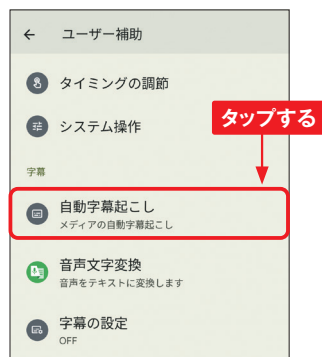 ← ユーザー補助
タイミングの調節
システム操作
タップする
字幕
自動字幕起こし
メディアの自動字幕起こし
音声文字変換
音声をテキストに変換します
字幕の設定
OFF